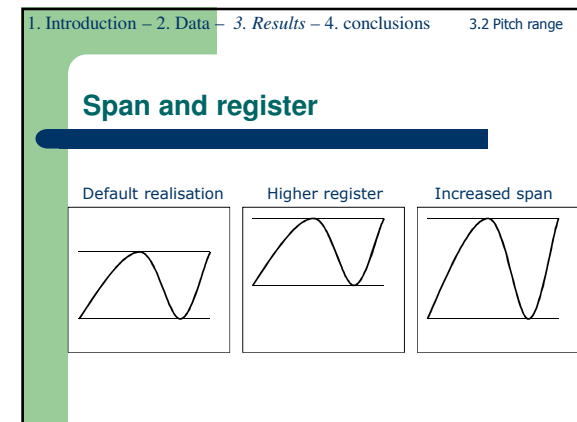 1. Introduction – 2. Data – 3. Results – 4. conclusions 3.2 Pitch range
Span and register
Default realisation Higher register Increased span